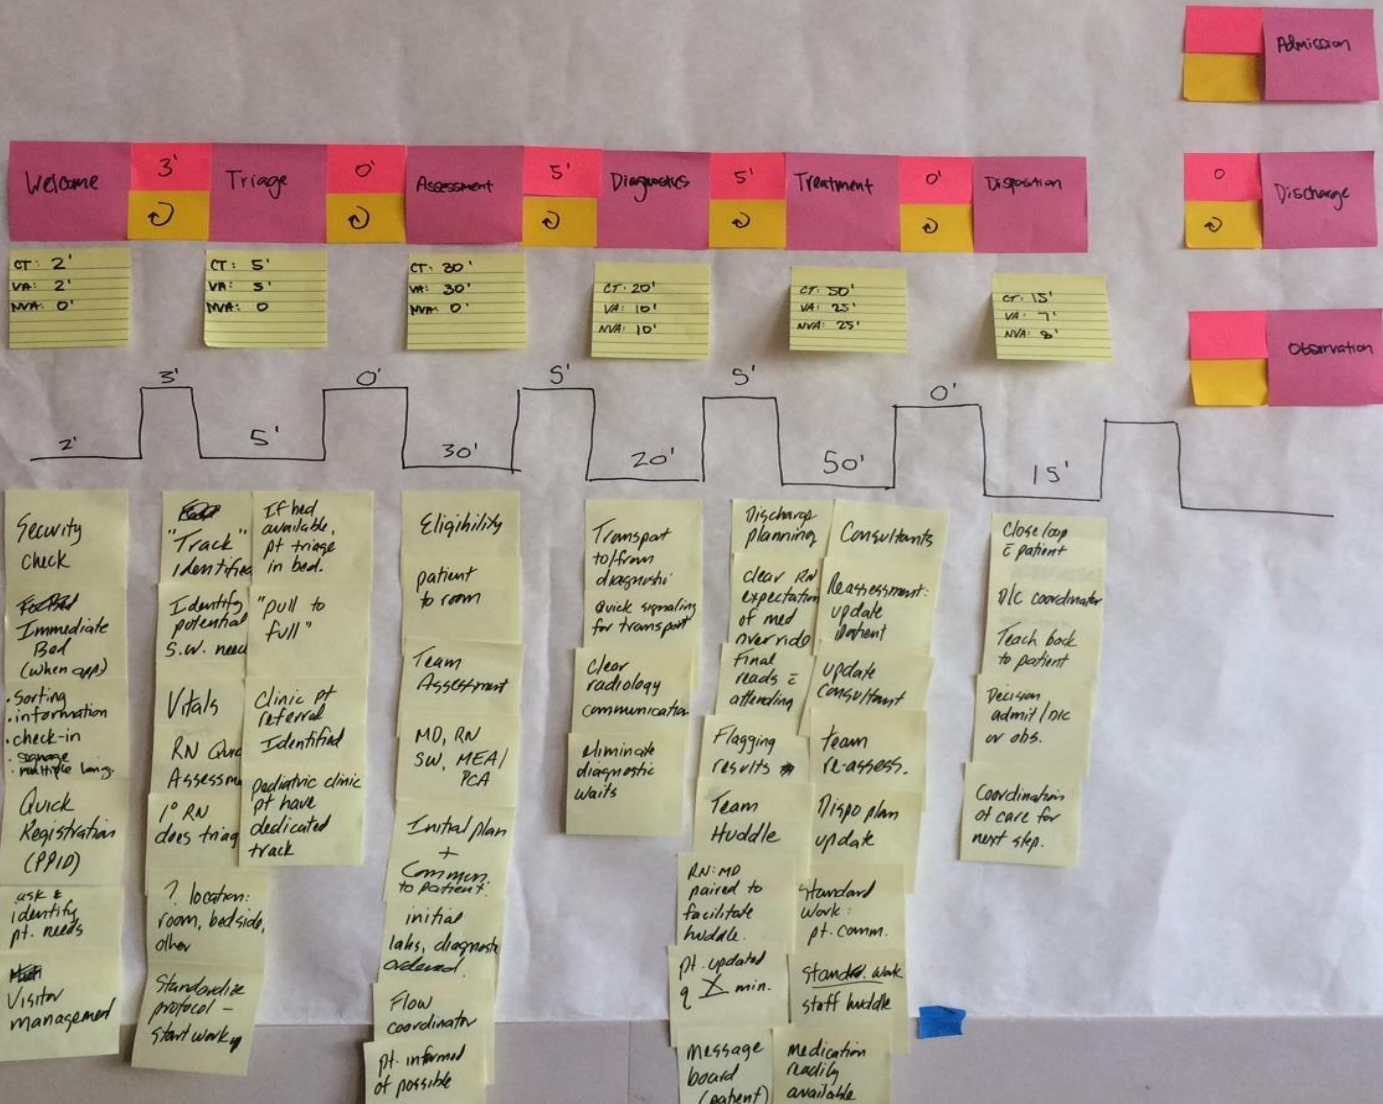 Admission
Welcome
3'
Triage
0'
Assessment
5'
Diagnostics
5'
Treatment
0'
Disposition
0
Discharge
Observation
CT: 2'
VA: 2'
NVA: 0'
CT: 5'
VA: 5'
NVA: 0
CT: 30'
VA: 30'
NVA: 0'
CT: 20'
VA: 10'
NVA: 10'
CT: 50'
VA: 25'
NVA: 25'
CT: 15'
VA: 7'
NVA: 8'
2'
3'
5'
0'
30'
5'
20'
5'
50'
0'
15'
Security
check
Immediate
Bed
(when app)
• Sorting
• information
• check-in
• signage
• multiple lang.
Quick
Registration
(PPID)
ask &
identify
pt. needs
Visitor
management
"Track"
identified
Identify
potential
S.W. need
Vitals
RN Quic
Assessme
1° RN
does triag
? location:
room, bedside,
other
Standardize
protocol –
start work up
If bed
available,
pt triage
in bed.
"pull to
full"
Clinic pt
referral
Identified
pediatric clinic
pt have
dedicated
track
Eligibility
patient
to room
Team
Assessment
MD, RN
SW, MEA/
PCA
Initial plan
+
Commun.
to patient.
initial
labs, diagnostic
ordered.
Flow
coordinator
pt. informed
of possible
Transport
to/from
diagnostic
Quick signaling
for transport
Clear
radiology
communication
eliminate
diagnostic
waits
Discharge
planning
clear RN
expectation
of med
override
Final
reads c̄
attending
Flagging
results
Team
Huddle
RN:MD
paired to
facilitate
huddle.
pt. updated
q X min.
message
board
(patient)
Consultants
Reassessment:
update
patient
update
consultant
team
re-assess.
Dispo plan
update
Standard
work:
pt. comm.
Stand. work
staff huddle
medication
readily
available
Close loop
c̄ patient
D/C coordinator
Teach back
to patient
Decision
admit/D/C
or obs.
Coordination
of care for
next step.